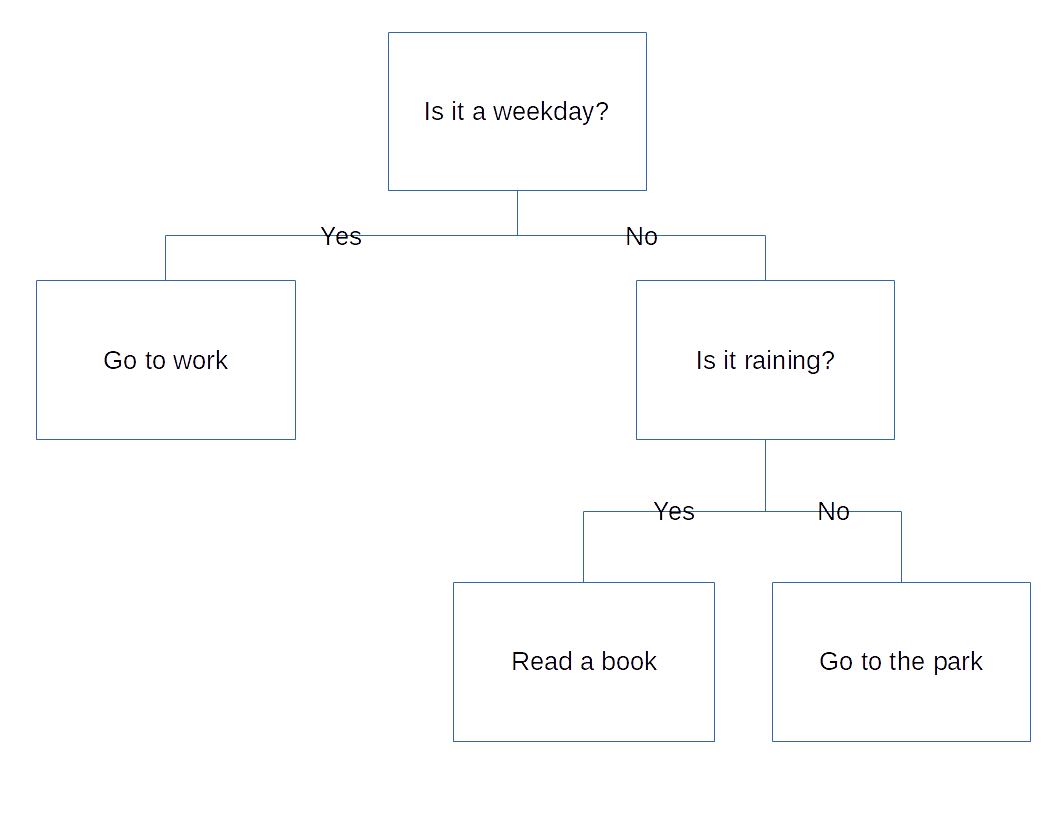 Is it a weekday?
Yes
No
Go to work
Is it raining?
Yes
No
Read a book
Go to the park